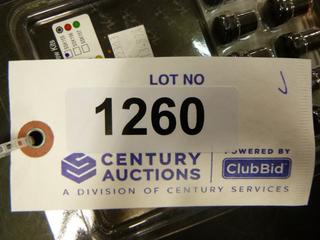 LOT NO
1260
CENTURY
AUCTIONS
POWERED BY
ClubBid
A DIVISION OF CENTURY SERVICES